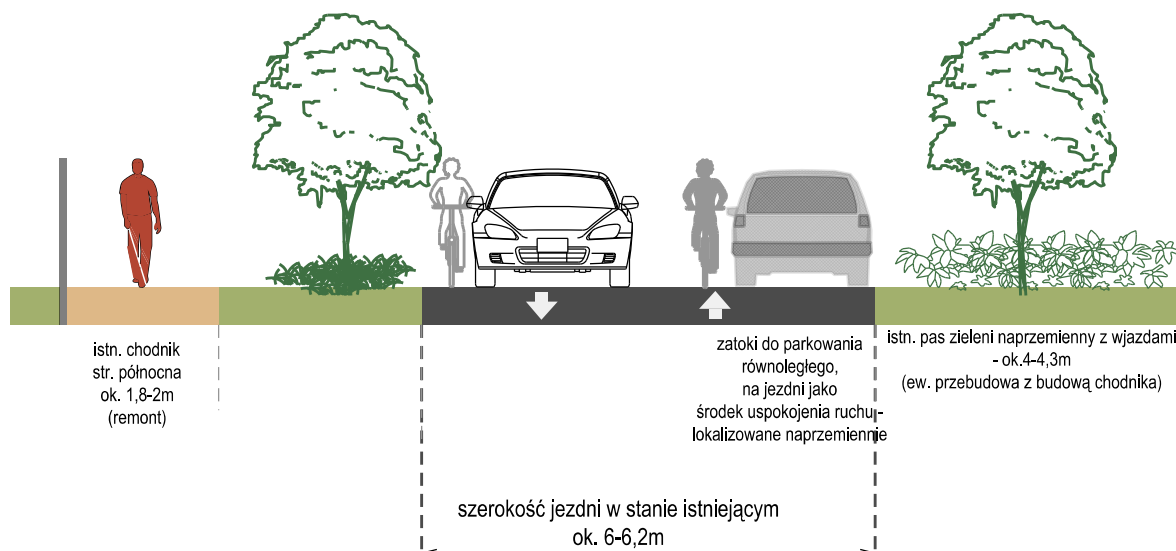 istn. chodnik
str. północna
ok. 1,8-2m
(remont)
zatoki do parkowania
równoległego,
na jezdni jako
środek uspokojenia ruchu-
lokalizowane naprzemiennie
istn. pas zieleni naprzemienny z wjazdami
- ok.4-4,3m
(ew. przebudowa z budową chodnika)
szerokość jezdni w stanie istniejącym
ok. 6-6,2m